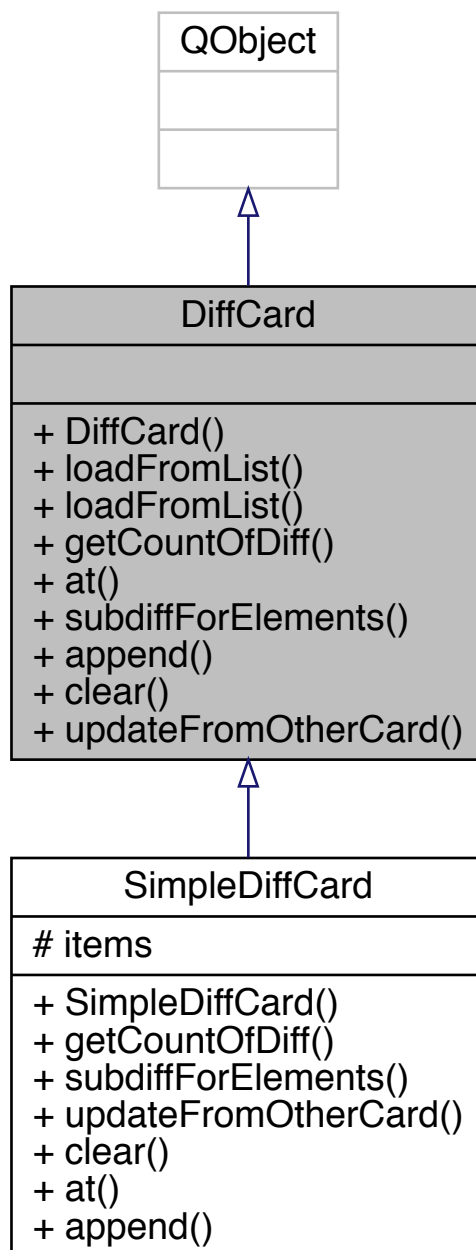 QObject
DiffCard
+ DiffCard()
+ loadFromList()
+ loadFromList()
+ getCountOfDiff()
+ at()
+ subdiffForElements()
+ append()
+ clear()
+ updateFromOtherCard()
SimpleDiffCard
# items
+ SimpleDiffCard()
+ getCountOfDiff()
+ subdiffForElements()
+ updateFromOtherCard()
+ clear()
+ at()
+ append()